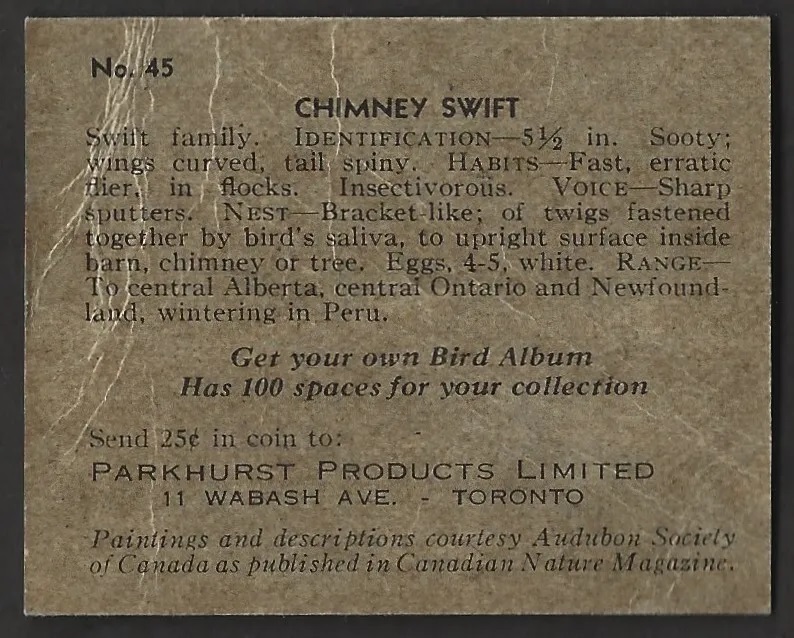 No. 45
CHIMNEY SWIFT
Swift family. IDENTIFICATION—5½ in. Sooty;
wings curved, tail spiny. HABITS—Fast, erratic
flier, in flocks. Insectivorous. VOICE—Sharp
sputters. NEST—Bracket-like; of twigs fastened
together by bird's saliva, to upright surface inside
barn, chimney or tree. Eggs, 4-5, white. RANGE—
To central Alberta, central Ontario and Newfound-
land, wintering in Peru.
Get your own Bird Album
Has 100 spaces for your collection
Send 25¢ in coin to:
PARKHURST PRODUCTS LIMITED
11 WABASH AVE. - TORONTO
Paintings and descriptions courtesy Audubon Society
of Canada as published in Canadian Nature Magazine.